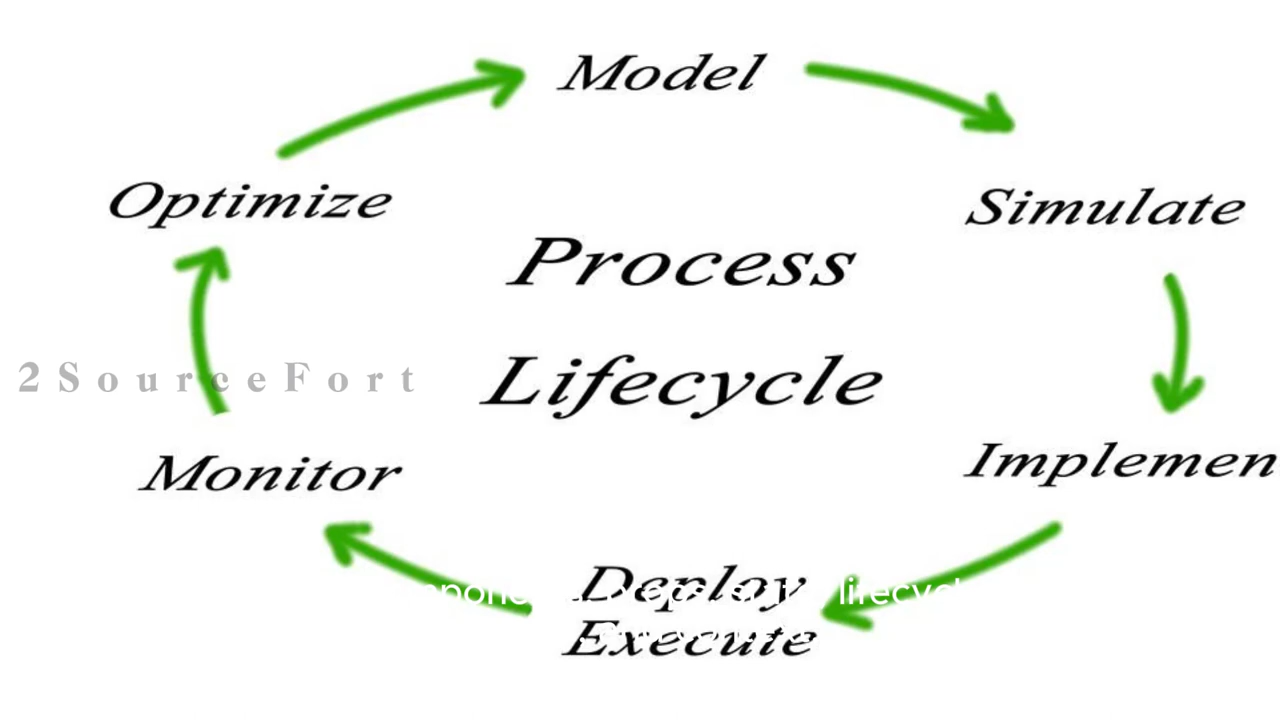 Model
Optimize
Simulate
Process
Lifecycle
2SourceFort
Monitor
Implemen
Deploy
Execute